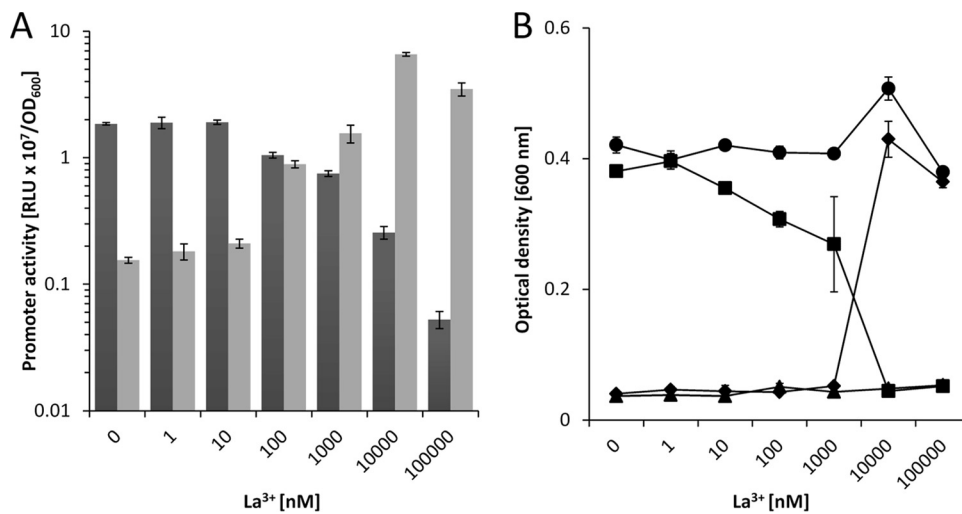 A
Promoter activity [RLU x 10⁷/OD₆₀₀]
10
1
0.1
0.01
0 1 10 100 1000 10000 100000
La³⁺ [nM]
B
Optical density [600 nm]
0.6
0.4
0.2
0
0 1 10 100 1000 10000 100000
La³⁺ [nM]